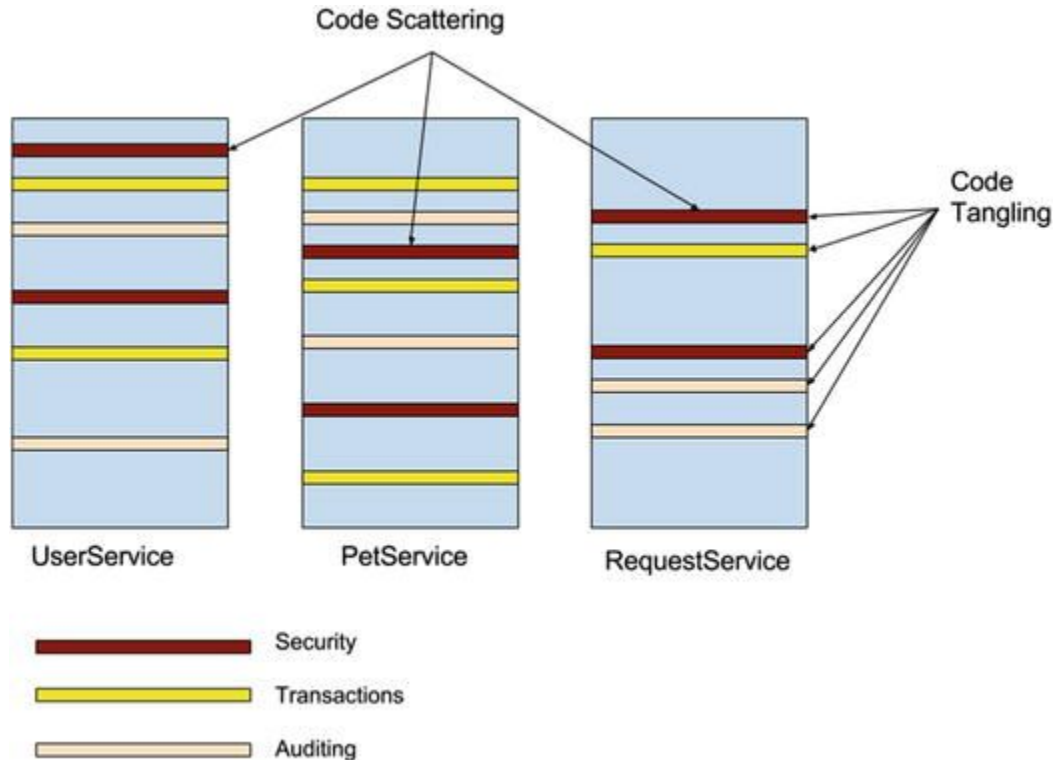 Code Scattering
Code
Tangling
UserService
PetService
RequestService
Security
Transactions
Auditing